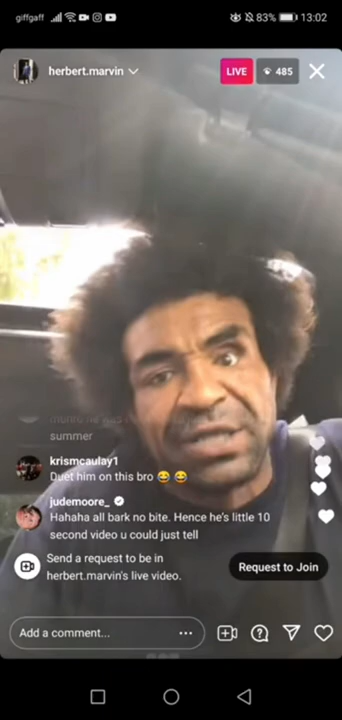 giffgaff 83% 13:02
herbert.marvin LIVE 485
summer
krismcaulay1
Duet him on this bro 😂 😂
judemoore_
Hahaha all bark no bite. Hence he's little 10
second video u could just tell
Send a request to be in
herbert.marvin's live video.
Request to Join
Add a comment...